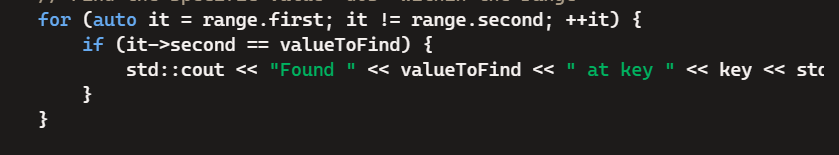 for (auto it = range.first; it != range.second; ++it) {
    if (it->second == valueToFind) {
        std::cout << "Found " << valueToFind << " at key " << key << std
    }
}